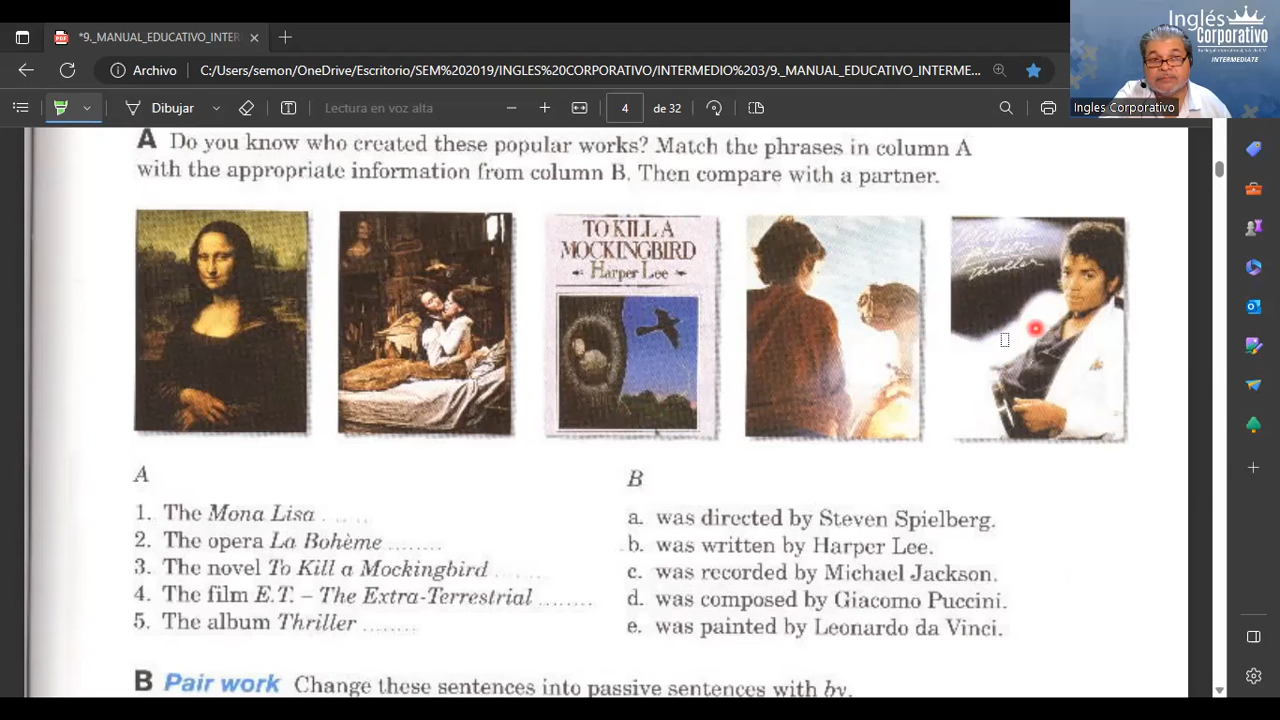 *9._MANUAL_EDUCATIVO_INTER
Inglés
Corporativo
INTERMEDIATE
Archivo
C:/Users/semon/OneDrive/Escritorio/SEM%2019/INGLES%20CORPORATIVO/INTERMEDIO%203/9._MANUAL_EDUCATIVO_INTERME...
Ingles Corporativo
Dibujar
Lectura en voz alta
4
de 32
A Do you know who created these popular works? Match the phrases in column A
with the appropriate information from column B. Then compare with a partner.
TO KILL A
MOCKINGBIRD
Harper Lee
Thriller
A
1. The Mona Lisa ......
2. The opera La Bohème ........
3. The novel To Kill a Mockingbird ........
4. The film E.T. – The Extra-Terrestrial ........
5. The album Thriller ........
B
a. was directed by Steven Spielberg.
b. was written by Harper Lee.
c. was recorded by Michael Jackson.
d. was composed by Giacomo Puccini.
e. was painted by Leonardo da Vinci.
B Pair work Change these sentences into passive sentences with by.